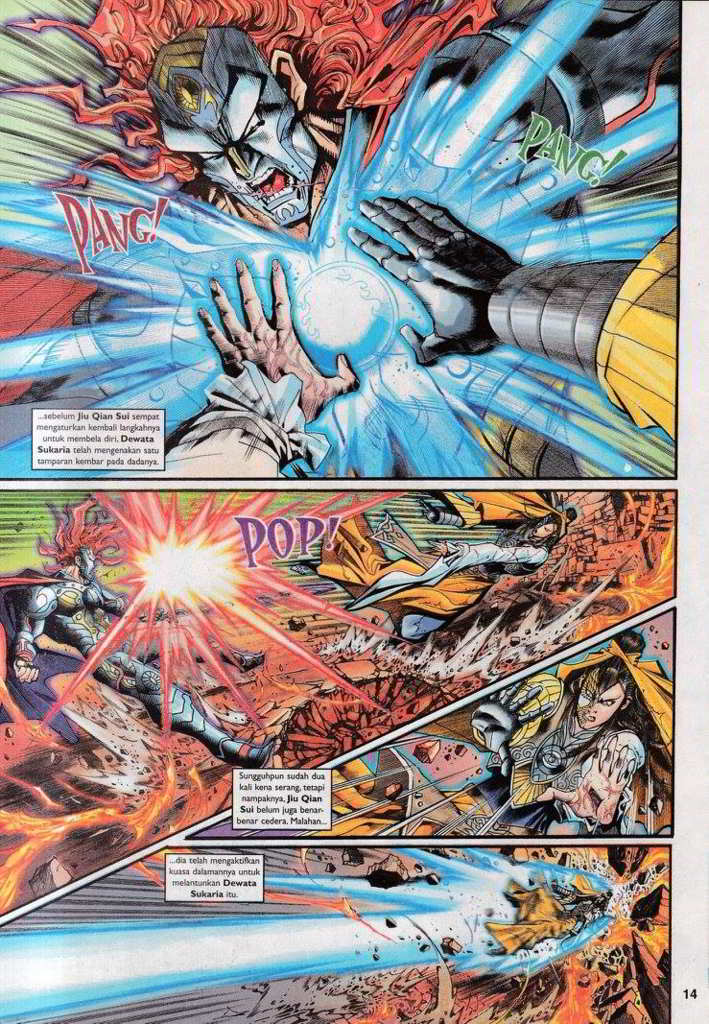 PANG!
PANG!
...sebelum Jiu Qian Sui sempat
mengaturkan kembali langkahnya
untuk membela diri. Dewata
Sukaria telah mengenakan satu
tamparan kembar pada dadanya.
POP!
Sungguhpun sudah dua
kali kena serang, tetapi
nampaknya, Jiu Qian
Sui belum juga benar-
benar cedera. Malahan...
...dia telah mengaktifkan
kuasa dalamannya untuk
melantunkan Dewata
Sukaria itu.
14